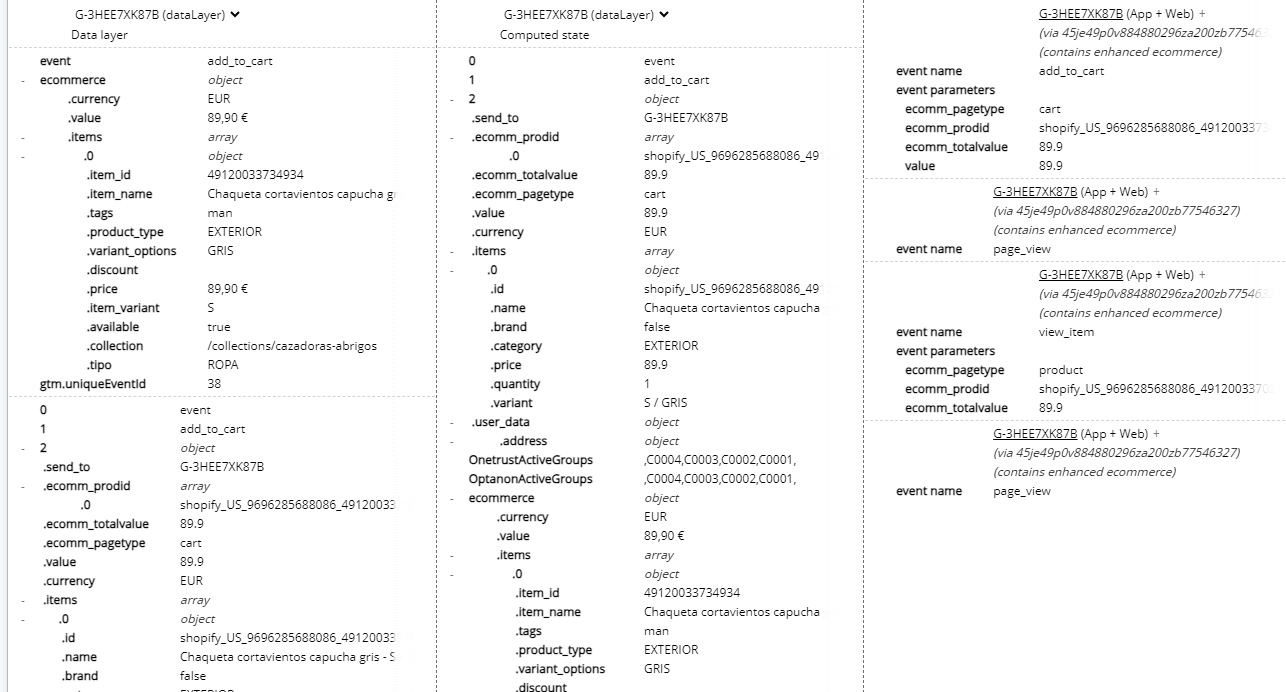 G-3HEE7XK87B (dataLayer)
Data layer
event add_to_cart
- ecommerce object
.currency EUR
.value 89,90 €
- .items array
- .0 object
.item_id 49120033734934
.item_name Chaqueta cortavientos capucha gr
.tags man
.product_type EXTERIOR
.variant_options GRIS
.discount
.price 89,90 €
.item_variant S
.available true
.collection /collections/cazadoras-abrigos
.tipo ROPA
gtm.uniqueEventId 38
0 event
1 add_to_cart
- 2 object
.send_to G-3HEE7XK87B
- .ecomm_prodid array
.0 shopify_US_9696285688086_49120033
.ecomm_totalvalue 89.9
.ecomm_pagetype cart
.value 89.9
.currency EUR
- .items array
- .0 object
.id shopify_US_9696285688086_49120033
.name Chaqueta cortavientos capucha gris - S
.brand false
EXTERIOR
G-3HEE7XK87B (dataLayer)
Computed state
0 event
1 add_to_cart
- 2 object
.send_to G-3HEE7XK87B
- .ecomm_prodid array
.0 shopify_US_9696285688086_49
.ecomm_totalvalue 89.9
.ecomm_pagetype cart
.value 89.9
.currency EUR
- .items array
- .0 object
.id shopify_US_9696285688086_49
.name Chaqueta cortavientos capucha
.brand false
.category EXTERIOR
.price 89.9
.quantity 1
.variant S / GRIS
- .user_data object
- .address object
OnetrustActiveGroups ,C0004,C0003,C0002,C0001,
OptanonActiveGroups ,C0004,C0003,C0002,C0001,
- ecommerce object
.currency EUR
.value 89,90 €
- .items array
- .0 object
.item_id 49120033734934
.item_name Chaqueta cortavientos capucha
.tags man
.product_type EXTERIOR
.variant_options GRIS
.discount
G-3HEE7XK87B (App + Web) +
(via 45je49p0v884880296za200zb77546
(contains enhanced ecommerce)
event name add_to_cart
event parameters
ecomm_pagetype cart
ecomm_prodid shopify_US_9696285688086_491200337
ecomm_totalvalue 89.9
value 89.9
G-3HEE7XK87B (App + Web) +
(via 45je49p0v884880296za200zb77546327)
(contains enhanced ecommerce)
event name page_view
G-3HEE7XK87B (App + Web) +
(via 45je49p0v884880296za200zb77546
(contains enhanced ecommerce)
event name view_item
event parameters
ecomm_pagetype product
ecomm_prodid shopify_US_9696285688086_491200337
ecomm_totalvalue 89.9
G-3HEE7XK87B (App + Web) +
(via 45je49p0v884880296za200zb77546327)
(contains enhanced ecommerce)
event name page_view